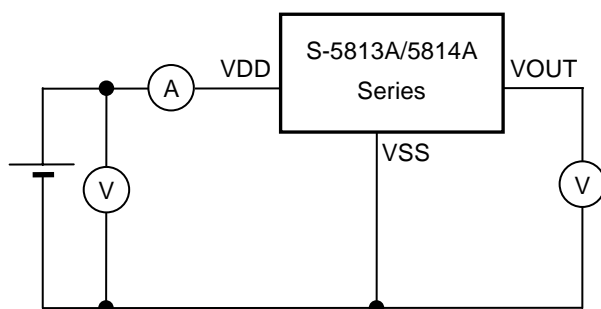 S-5813A/5814A
Series
VDD
VOUT
A
VSS
V
V